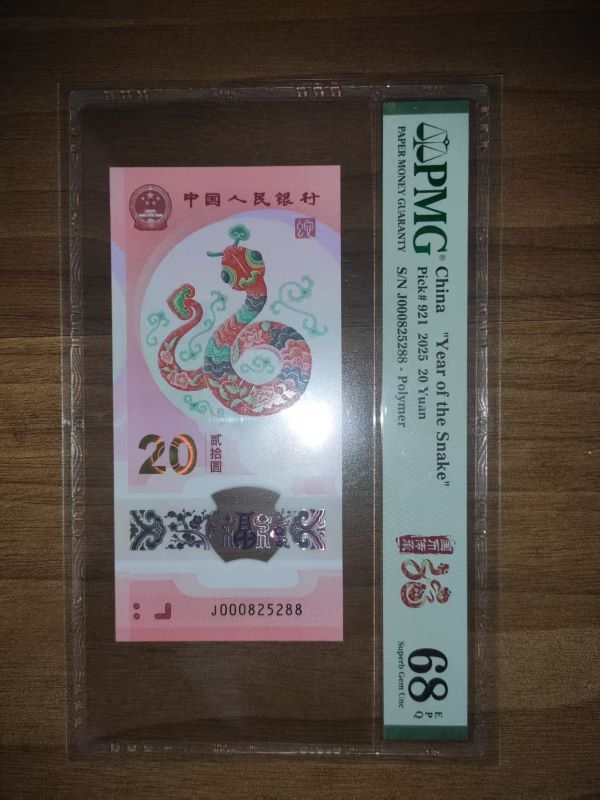 中国人民银行
20
贰拾圆
J000825288
PMG®
PAPER MONEY GUARANTY
China "Year of the Snake"
Pick# 921 2025 20 Yuan
S/N J000825288 - Polymer
68
EPQ
Superb Gem Unc